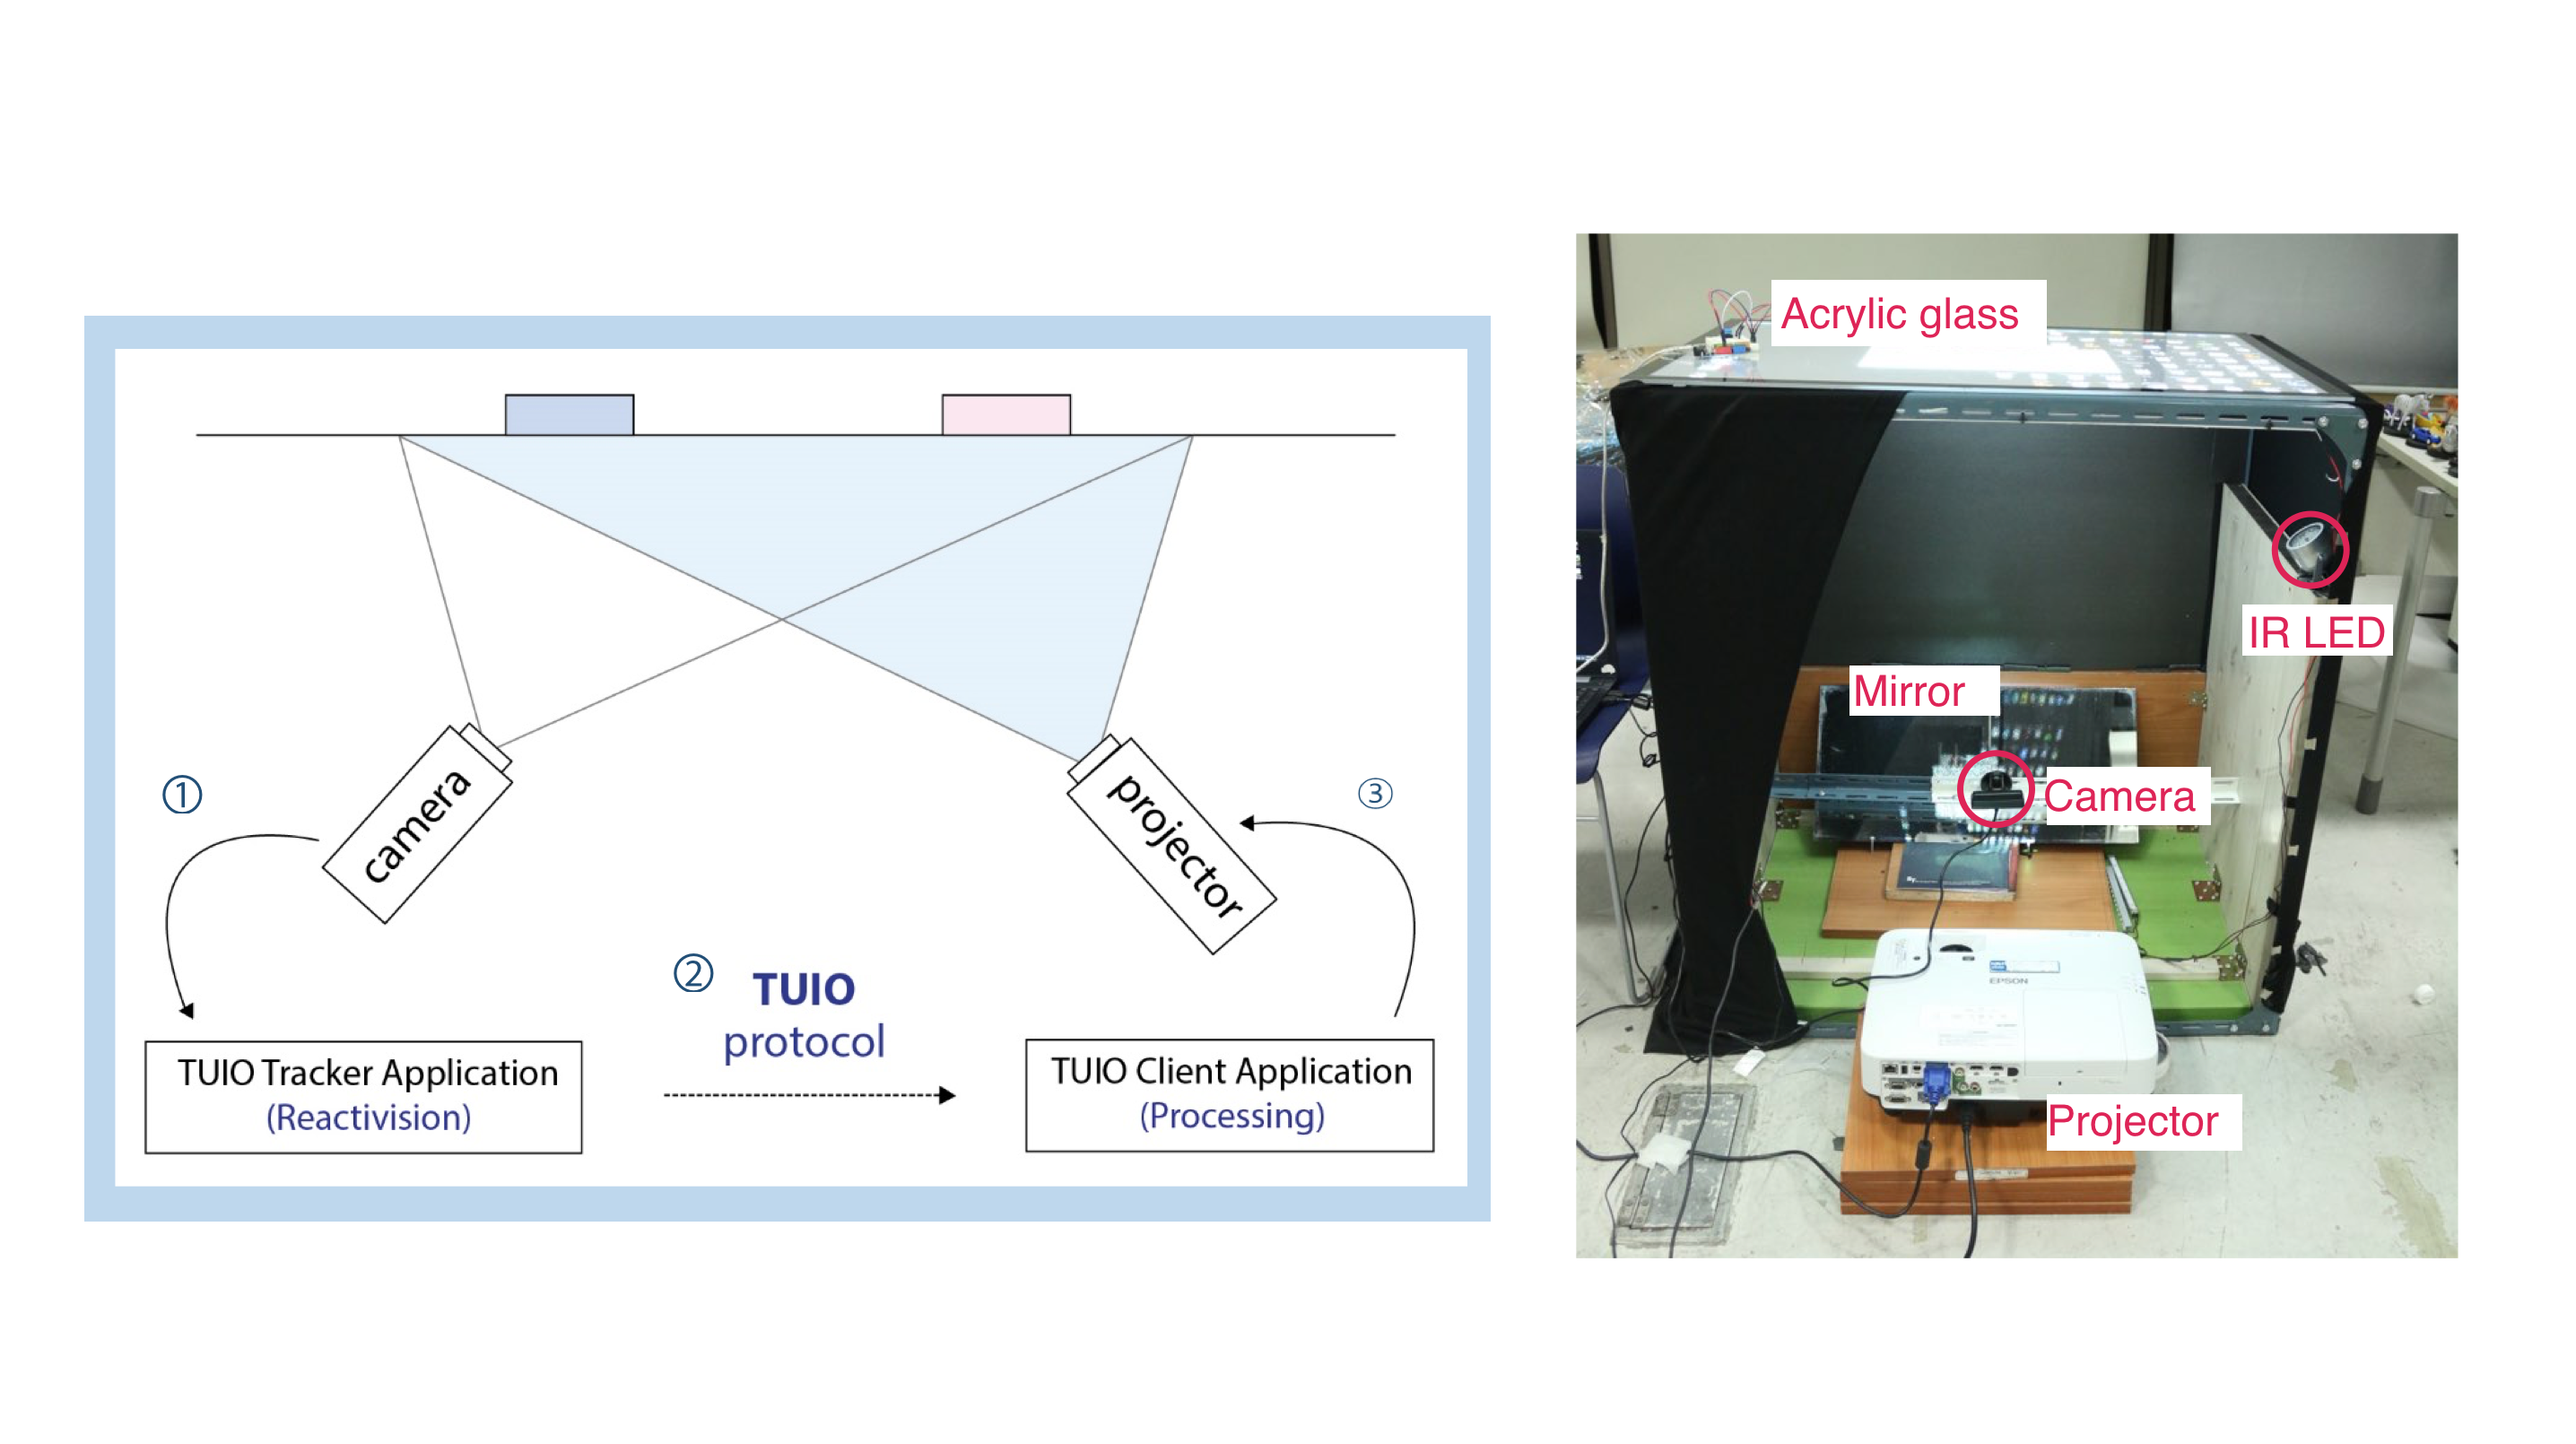 camera
projector
①
③
②
TUIO
protocol
TUIO Tracker Application
(Reactivision)
TUIO Client Application
(Processing)
Acrylic glass
IR LED
Mirror
Camera
EPSON
Projector